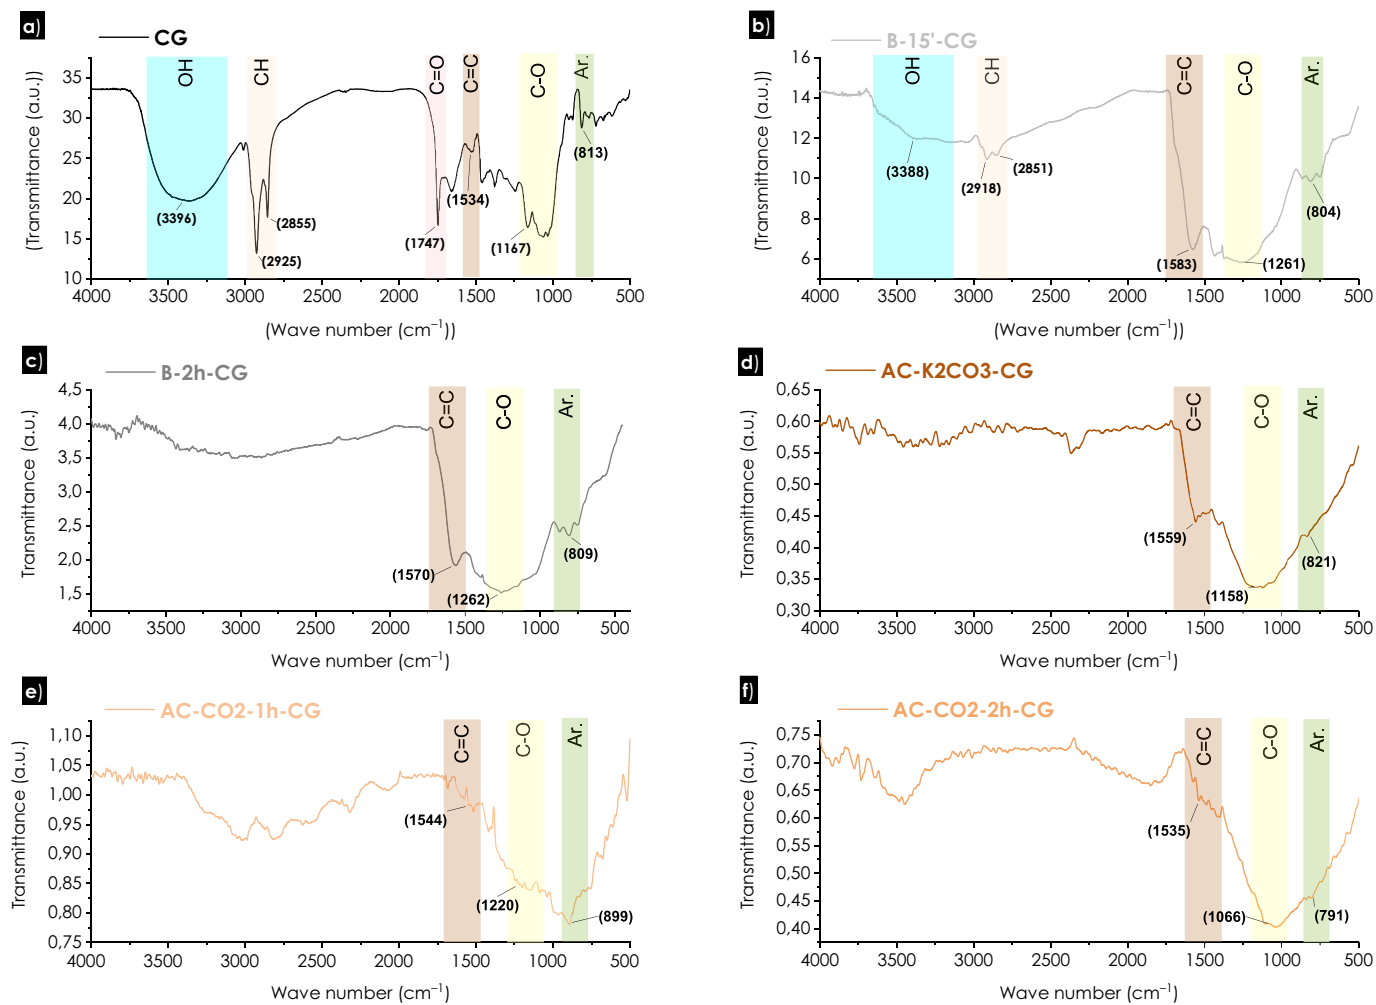 a)
CG
OH
CH
C=O
C=C
C-O
Ar.
35
30
25
20
15
10
(Transmittance (a.u.))
(3396)
(2925)
(2855)
(1747)
(1534)
(1167)
(813)
4000 3500 3000 2500 2000 1500 1000 500
(Wave number (cm⁻¹))
b)
B-15'-CG
OH
CH
C=C
C-O
Ar.
16
14
12
10
8
6
(Transmittance (a.u.))
(3388)
(2918)
(2851)
(1583)
(1261)
(804)
4000 3500 3000 2500 2000 1500 1000 500
(Wave number (cm⁻¹))
c)
B-2h-CG
C=C
C-O
Ar.
4,5
4,0
3,5
3,0
2,5
2,0
1,5
Transmittance (a.u.)
(1570)
(1262)
(809)
4000 3500 3000 2500 2000 1500 1000 500
Wave number (cm⁻¹)
d)
AC-K2CO3-CG
C=C
C-O
Ar.
0,65
0,60
0,55
0,50
0,45
0,40
0,35
0,30
Transmittance (a.u.)
(1559)
(1158)
(821)
4000 3500 3000 2500 2000 1500 1000 500
Wave number (cm⁻¹)
e)
AC-CO2-1h-CG
C=C
C-O
Ar.
1,10
1,05
1,00
0,95
0,90
0,85
0,80
0,75
Transmittance (a.u.)
(1544)
(1220)
(899)
4000 3500 3000 2500 2000 1500 1000 500
Wave number (cm⁻¹)
f)
AC-CO2-2h-CG
C=C
C-O
Ar.
0,75
0,70
0,65
0,60
0,55
0,50
0,45
0,40
Transmittance (a.u.)
(1535)
(1066)
(791)
4000 3500 3000 2500 2000 1500 1000 500
Wave number (cm⁻¹)